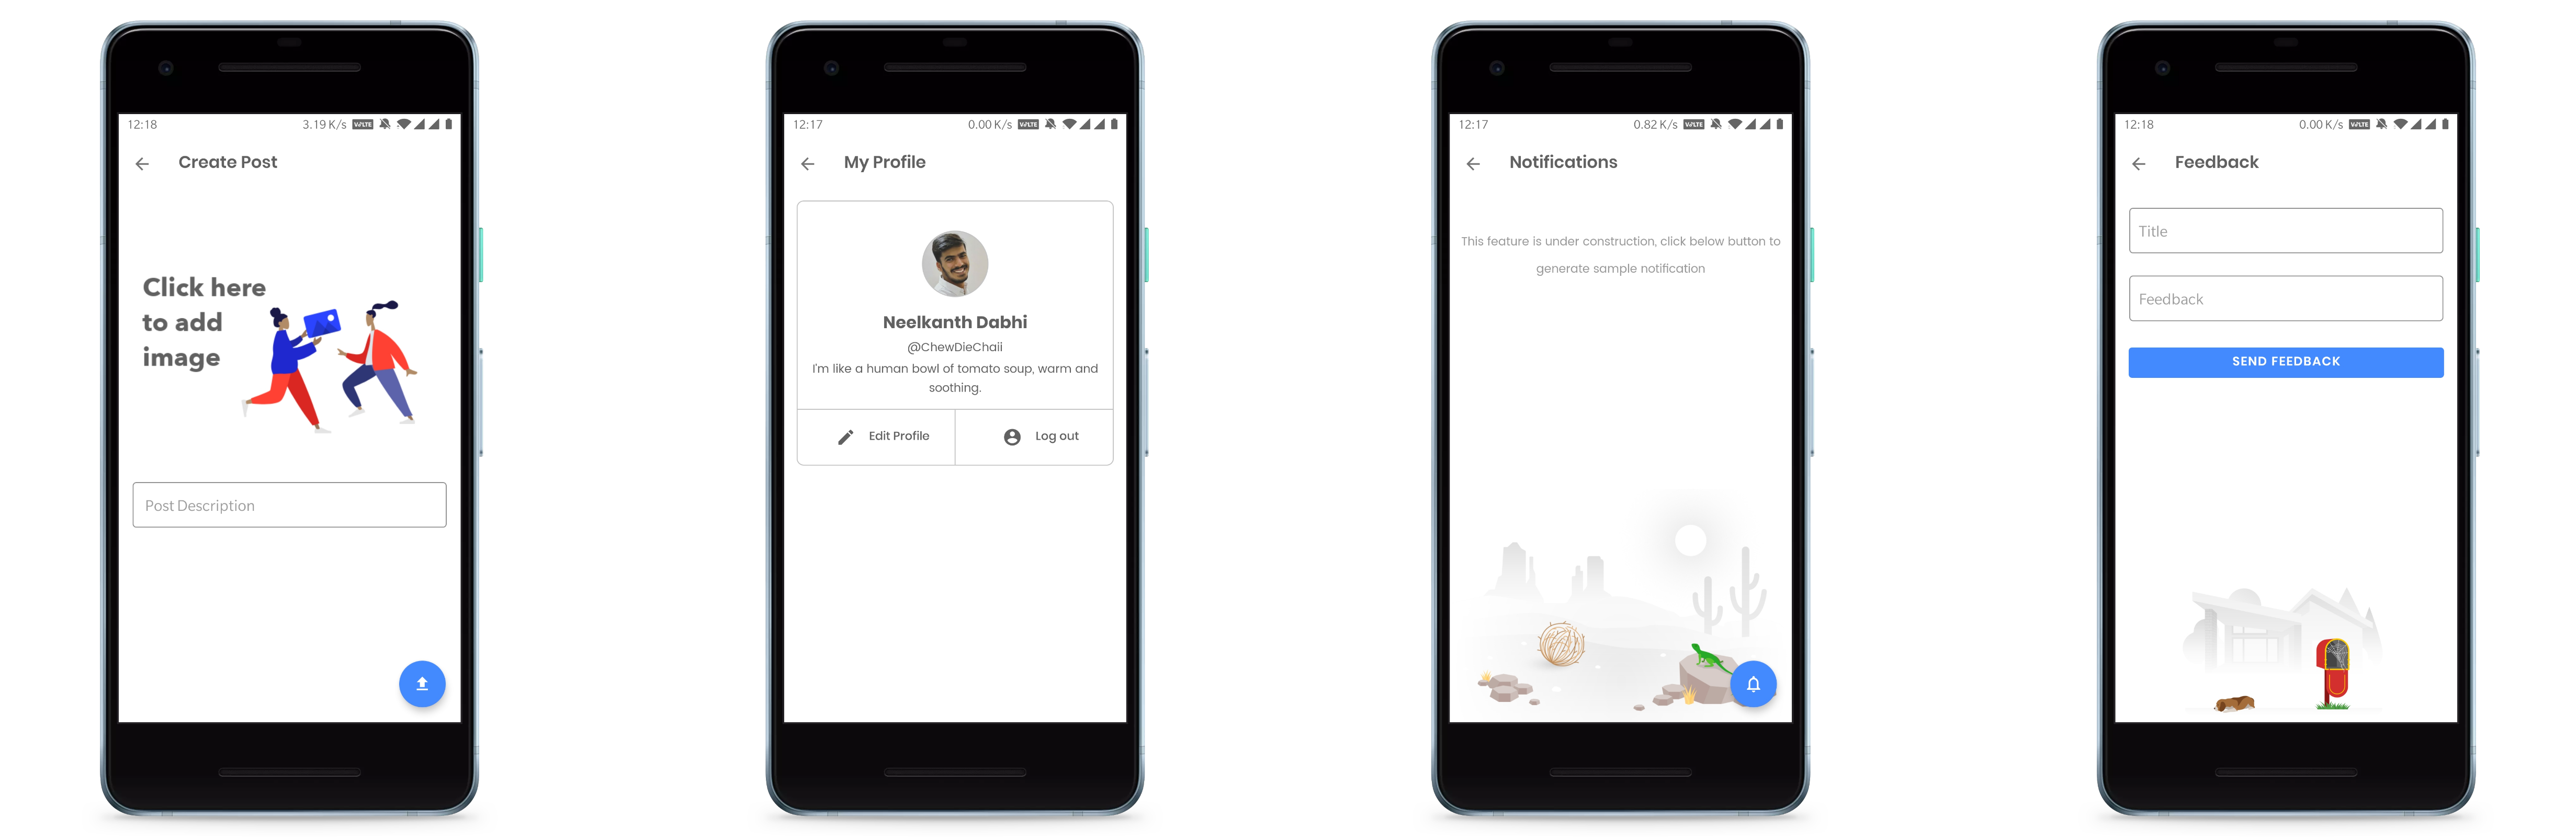 12:18
3.19 K/s VoLTE
Create Post
Click here
to add
image
Post Description
12:17
0.00 K/s VoLTE
My Profile
Neelkanth Dabhi
@ChewDieChaii
I'm like a human bowl of tomato soup, warm and
soothing.
Edit Profile
Log out
12:17
0.82 K/s VoLTE
Notifications
This feature is under construction, click below button to
generate sample notification
12:18
0.00 K/s VoLTE
Feedback
Title
Feedback
SEND FEEDBACK